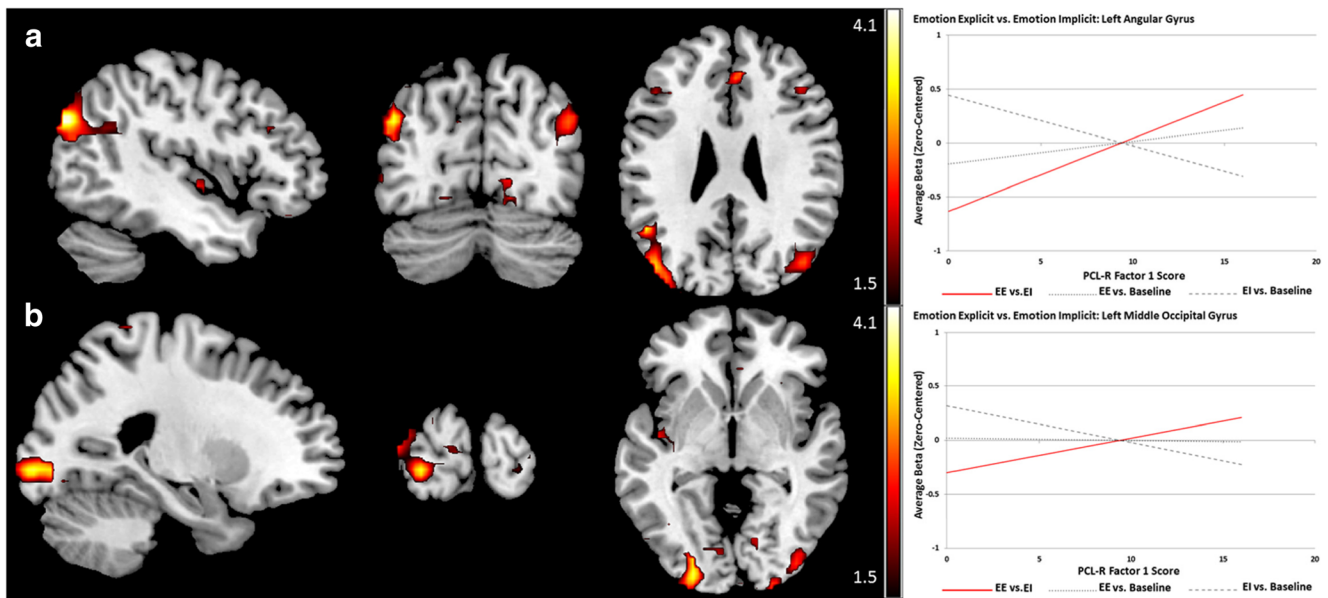 a
4.1
1.5
Emotion Explicit vs. Emotion Implicit: Left Angular Gyrus
1
0.5
0
-0.5
-1
Average Beta (Zero-Centered)
0 5 10 15 20
PCL-R Factor 1 Score
EE vs.EI EE vs. Baseline EI vs. Baseline
b
4.1
1.5
Emotion Explicit vs. Emotion Implicit: Left Middle Occipital Gyrus
1
0.5
0
-0.5
-1
Average Beta (Zero-Centered)
0 5 10 15 20
PCL-R Factor 1 Score
EE vs.EI EE vs. Baseline EI vs. Baseline